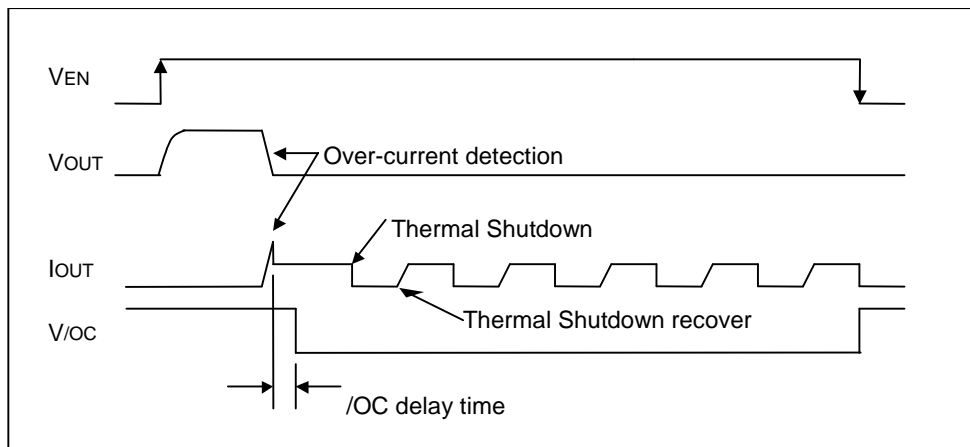 VEN
VOUT
Over-current detection
Thermal Shutdown
IOUT
Thermal Shutdown recover
V/OC
/OC delay time